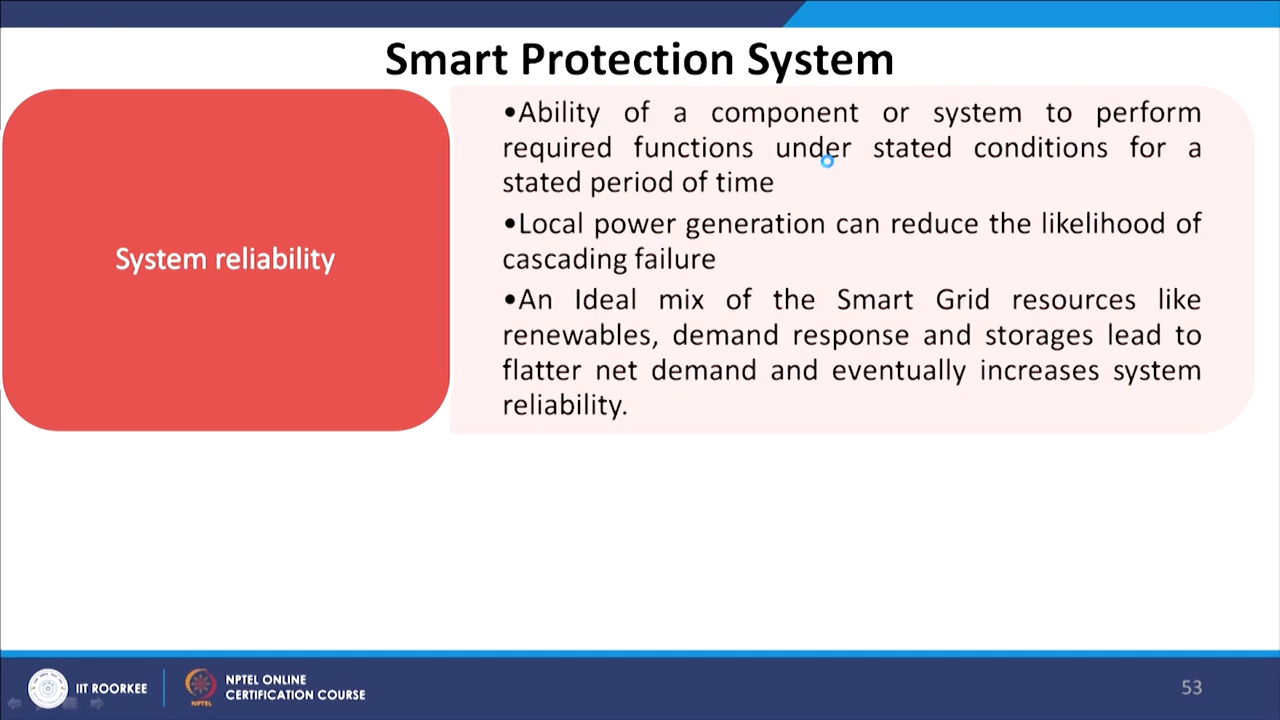 Smart Protection System
System reliability
•Ability of a component or system to perform
required functions under stated conditions for a
stated period of time
•Local power generation can reduce the likelihood of
cascading failure
•An Ideal mix of the Smart Grid resources like
renewables, demand response and storages lead to
flatter net demand and eventually increases system
reliability.
IIT ROORKEE
NPTEL ONLINE
CERTIFICATION COURSE
NPTEL
53